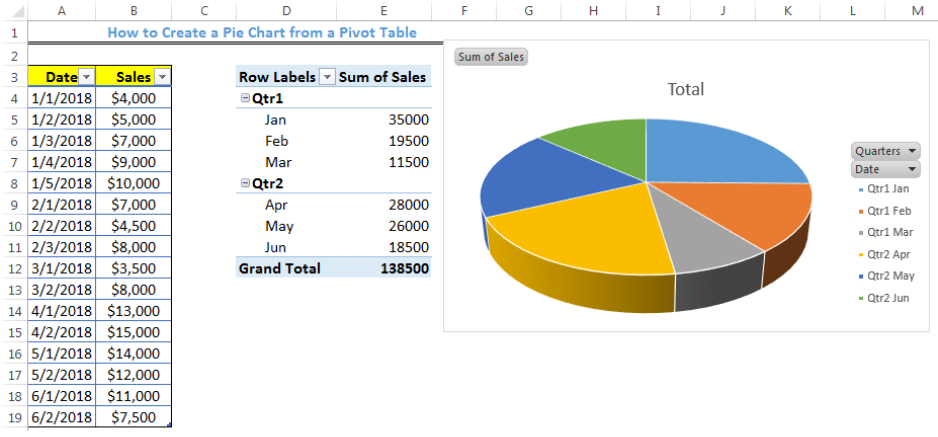 A B C D E F G H I J K L M
1 How to Create a Pie Chart from a Pivot Table
2 Sum of Sales
3 Date Sales Row Labels Sum of Sales
Total
4 1/1/2018 $4,000 Qtr1
5 1/2/2018 $5,000 Jan 35000
6 1/3/2018 $7,000 Feb 19500
7 1/4/2018 $9,000 Mar 11500
8 1/5/2018 $10,000 Qtr2
9 2/1/2018 $7,000 Apr 28000
10 2/2/2018 $4,500 May 26000
11 2/3/2018 $8,000 Jun 18500
12 3/1/2018 $3,500 Grand Total 138500
13 3/2/2018 $8,000
14 4/1/2018 $13,000
15 4/2/2018 $15,000
16 5/1/2018 $14,000
17 5/2/2018 $12,000
18 6/1/2018 $11,000
19 6/2/2018 $7,500
Quarters
Date
Qtr1 Jan
Qtr1 Feb
Qtr1 Mar
Qtr2 Apr
Qtr2 May
Qtr2 Jun